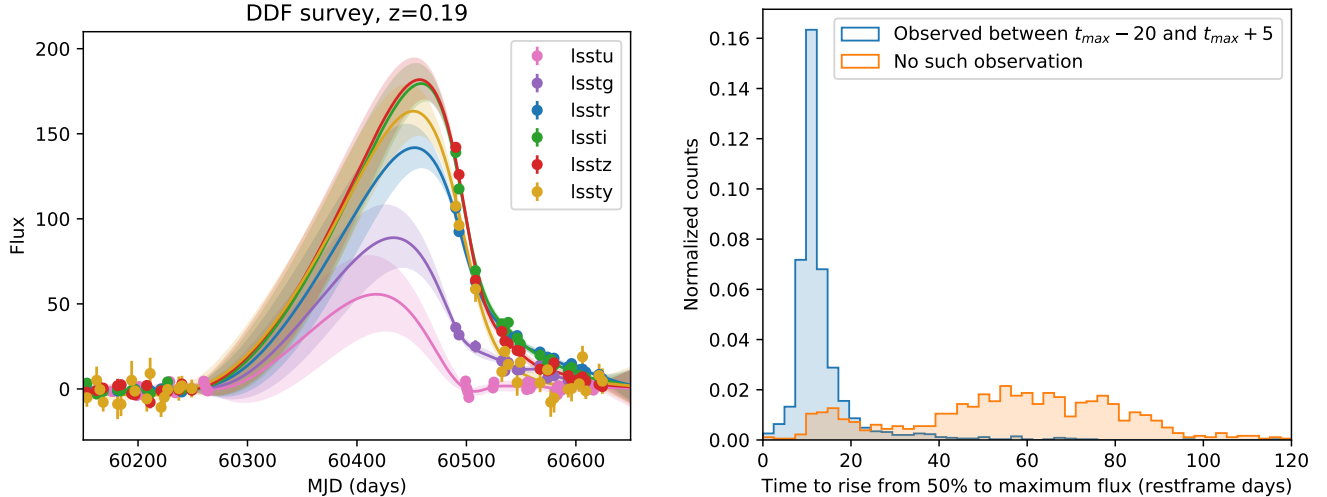 DDF survey, z=0.19
200
150
100
50
0
Flux
60200
60300
60400
60500
60600
MJD (days)
lsstu
lsstg
lsstr
lssti
lsstz
lssty
0.16
0.14
0.12
0.10
0.08
0.06
0.04
0.02
0.00
Normalized counts
Observed between t_max − 20 and t_max + 5
No such observation
0
20
40
60
80
100
120
Time to rise from 50% to maximum flux (restframe days)